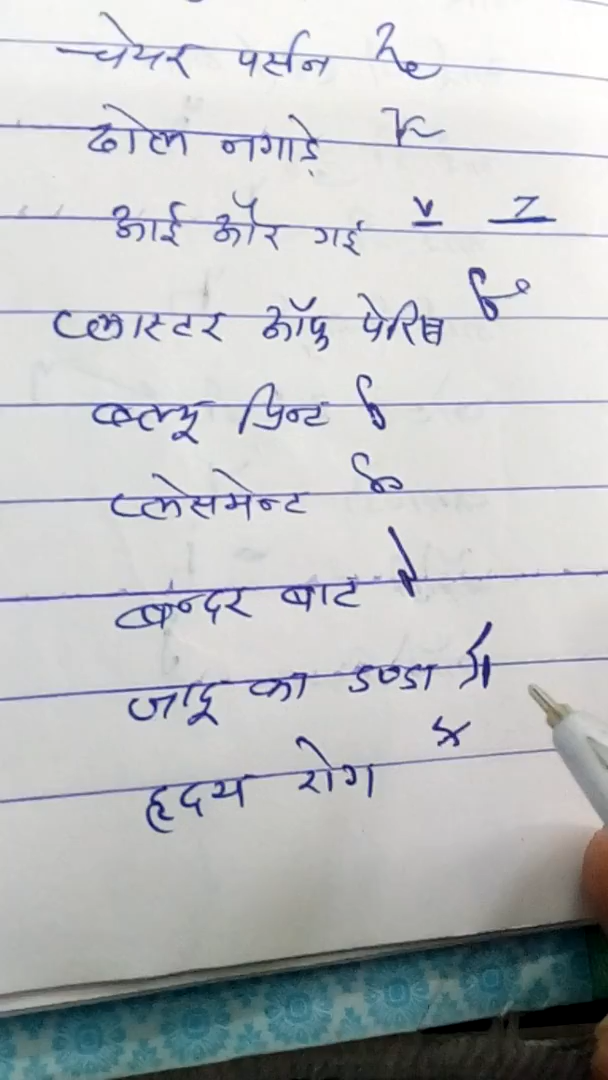 चेयर पर्सन
ढोल नगाड़े
आई और गई
प्लास्टर ऑफ पेरिस
ब्लू प्रिन्ट
प्लेसमेन्ट
बन्दर बाट
जादू का डण्डा
हृदय रोग